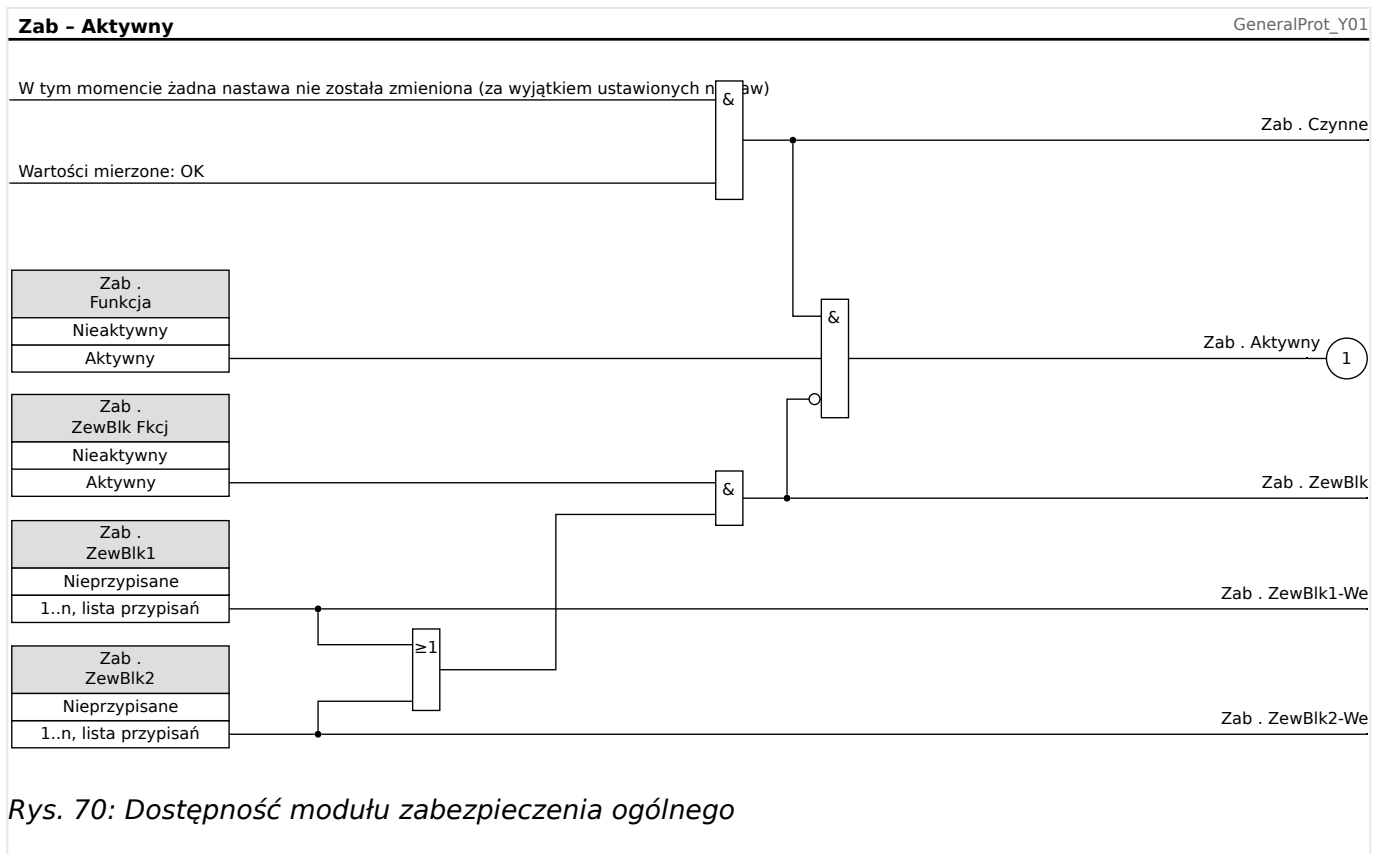 Zab – Aktywny
GeneralProt_Y01
W tym momencie żadna nastawa nie została zmieniona (za wyjątkiem ustawionych
&
Zab . Czynne
Wartości mierzone: OK
Zab .
Funkcja
Nieaktywny
Aktywny
&
Zab . Aktywny
1
Zab .
ZewBlk Fkcj
Nieaktywny
Aktywny
&
Zab . ZewBlk
Zab .
ZewBlk1
Nieprzypisane
1..n, lista przypisań
Zab . ZewBlk1-We
≥1
Zab .
ZewBlk2
Nieprzypisane
1..n, lista przypisań
Zab . ZewBlk2-We
Rys. 70: Dostępność modułu zabezpieczenia ogólnego